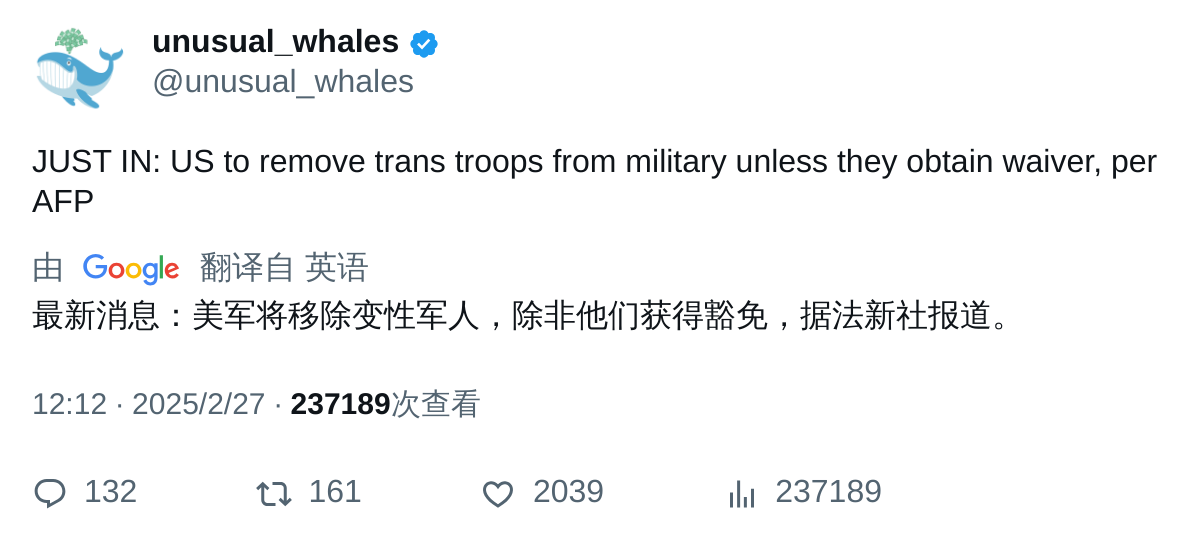 unusual_whales
@unusual_whales
JUST IN: US to remove trans troops from military unless they obtain waiver, per
AFP
由 Google 翻译自 英语
最新消息：美军将移除变性军人，除非他们获得豁免，据法新社报道。
12:12 · 2025/2/27 · 237189次查看
132 161 2039 237189